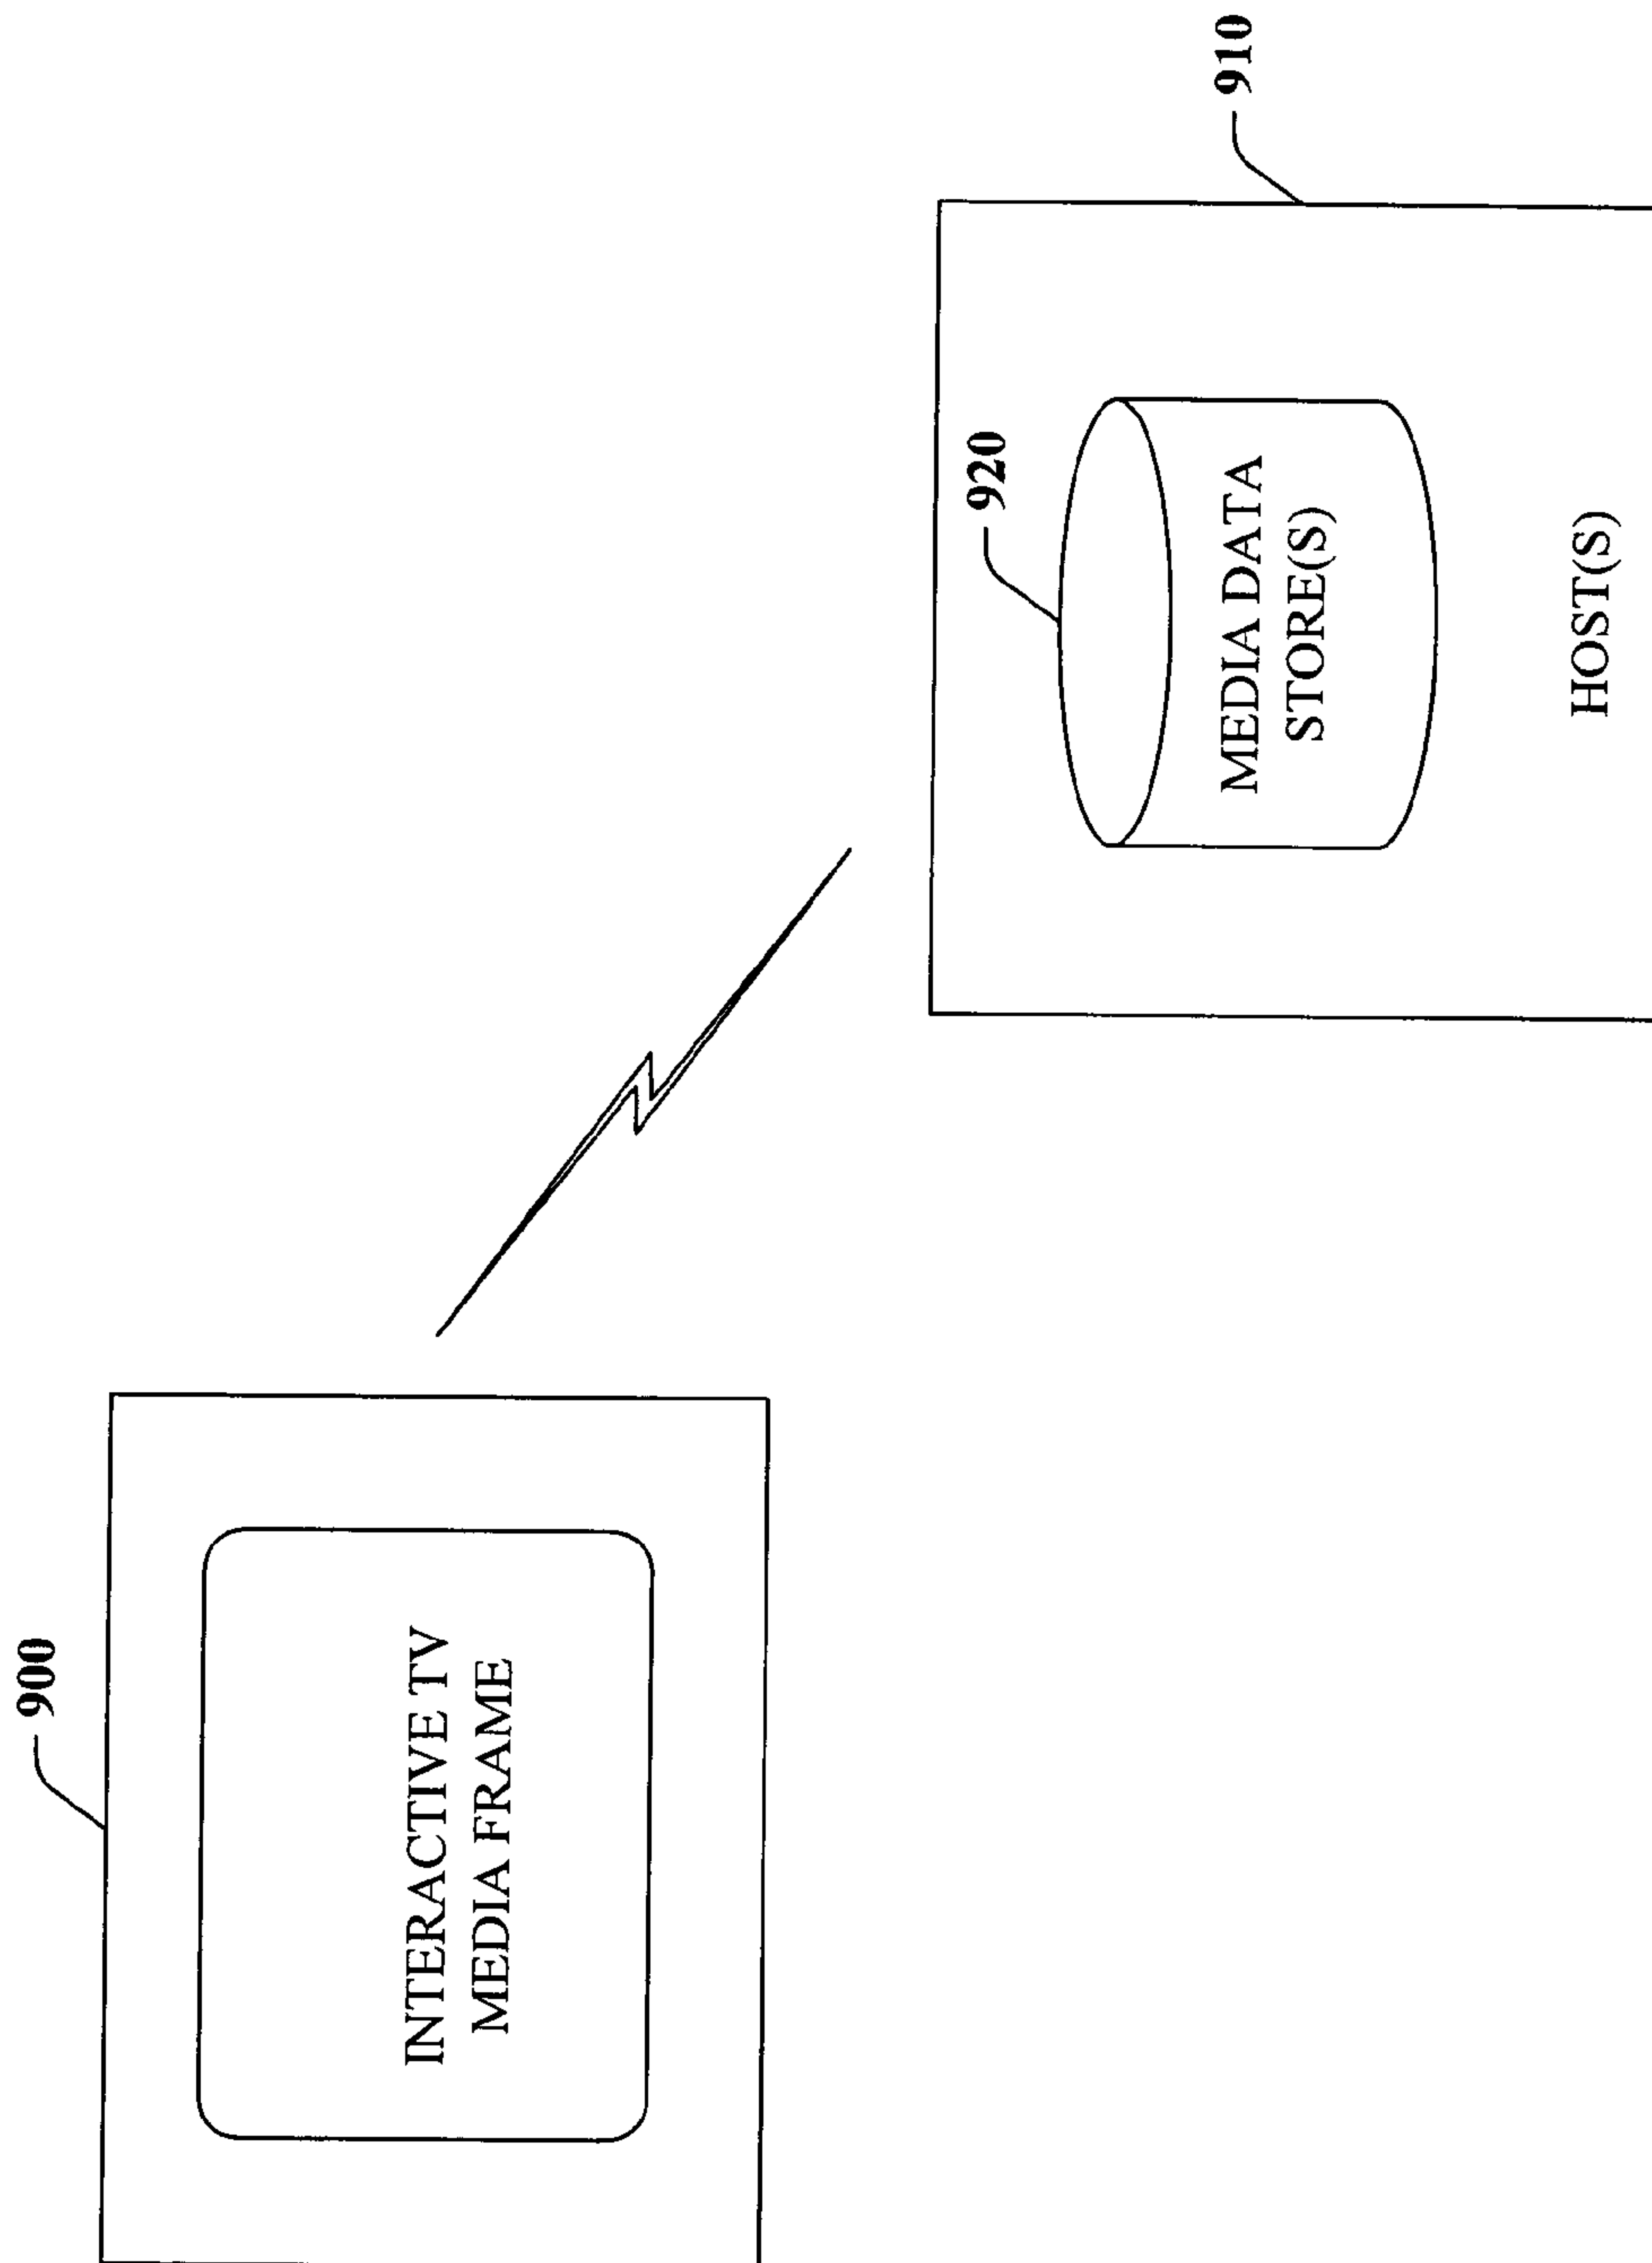 900
INTERACTIVE TV
MEDIA FRAME
910
920
MEDIA DATA
STORE(S)
HOST(S)